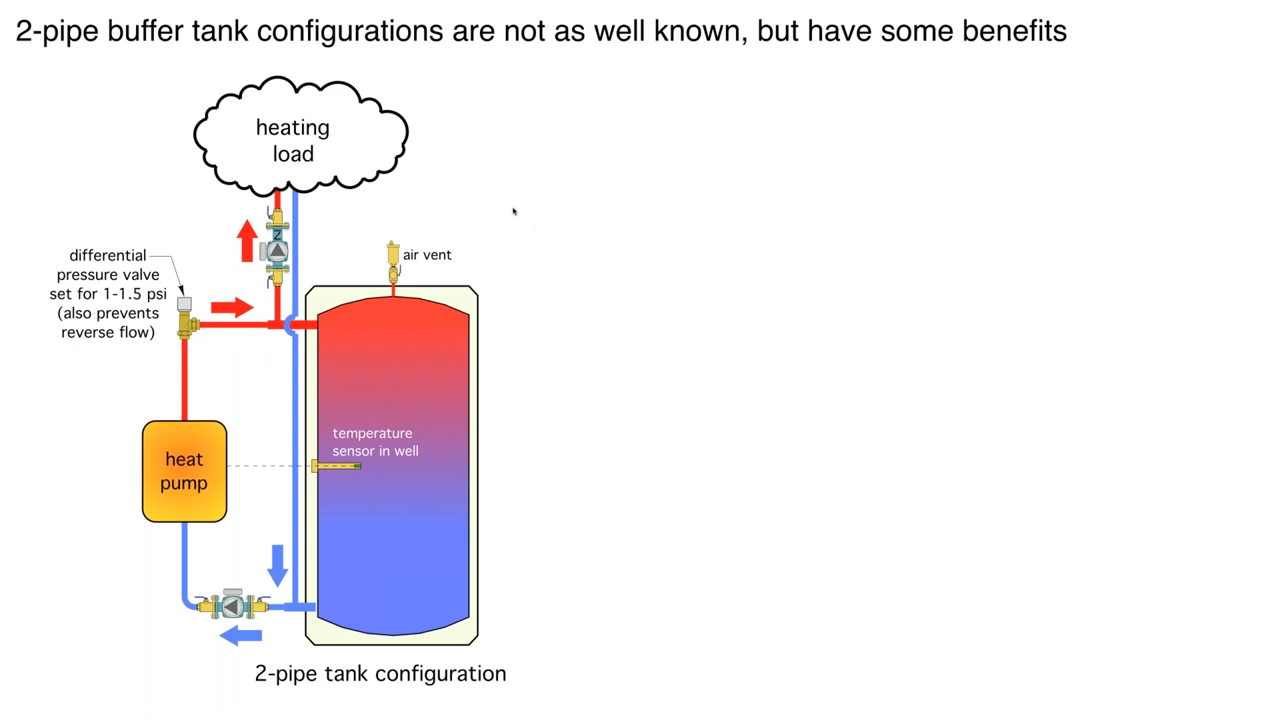 2-pipe buffer tank configurations are not as well known, but have some benefits
heating
load
Z
differential
pressure valve
set for 1-1.5 psi
(also prevents
reverse flow)
air vent
temperature
sensor in well
heat
pump
2-pipe tank configuration